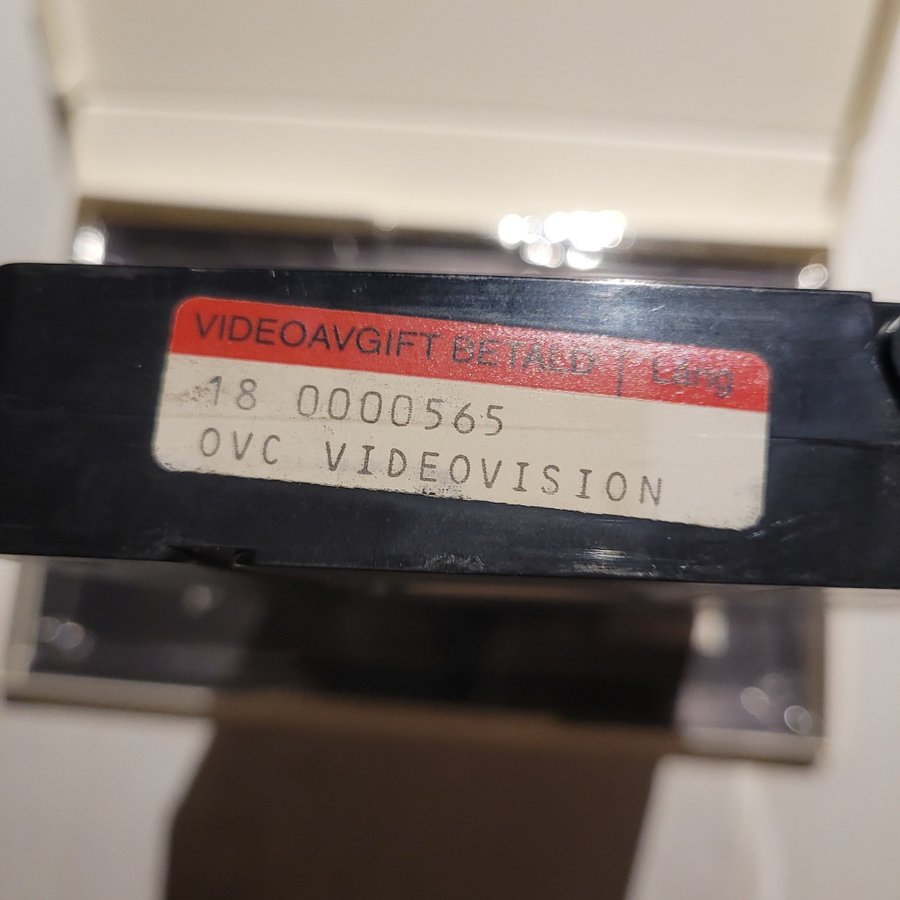 VIDEOAVGIFT BETALD | Lång
18 0000565
OVC VIDEOVISION